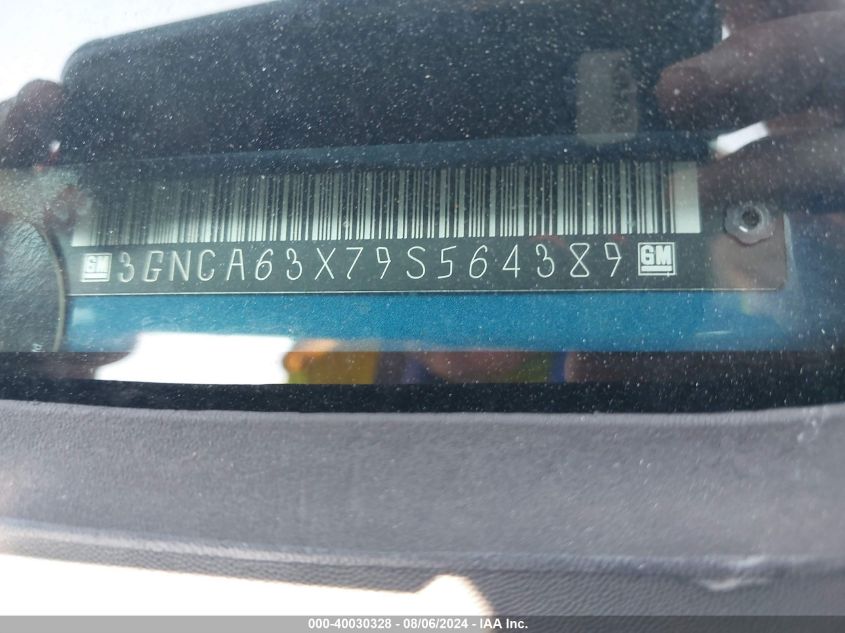 GM 3GNCA63X79S564389 GM
000-40030328 - 08/06/2024 - IAA Inc.